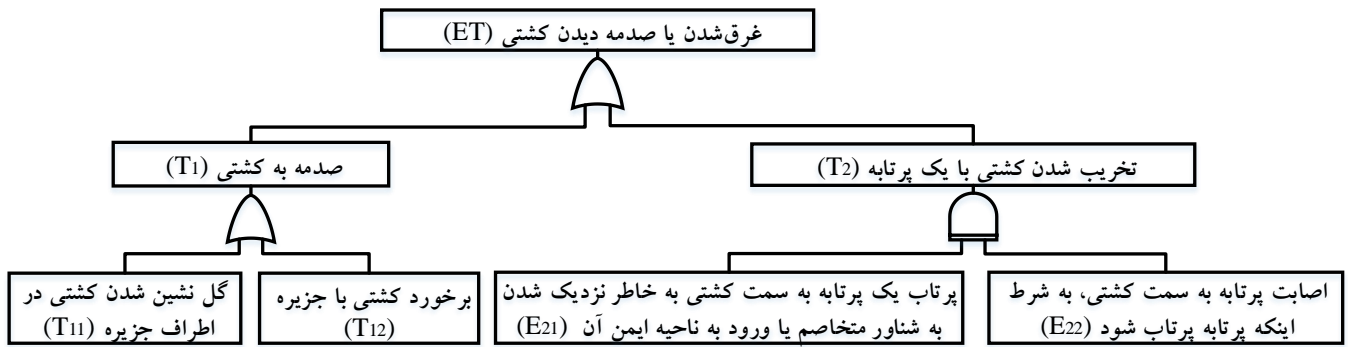 غرق‌شدن یا صدمه دیدن کشتی (ET)
تخریب شدن کشتی با یک پرتابه (T2)
صدمه به کشتی (T1)
اصابت پرتابه به سمت کشتی، به شرط
اینکه پرتابه پرتاب شود (E22)
پرتاب یک پرتابه به سمت کشتی به خاطر نزدیک شدن
به شناور متخاصم یا ورود به ناحیه ایمن آن (E21)
برخورد کشتی با جزیره
(T12)
گل نشین شدن کشتی در
اطراف جزیره (T11)